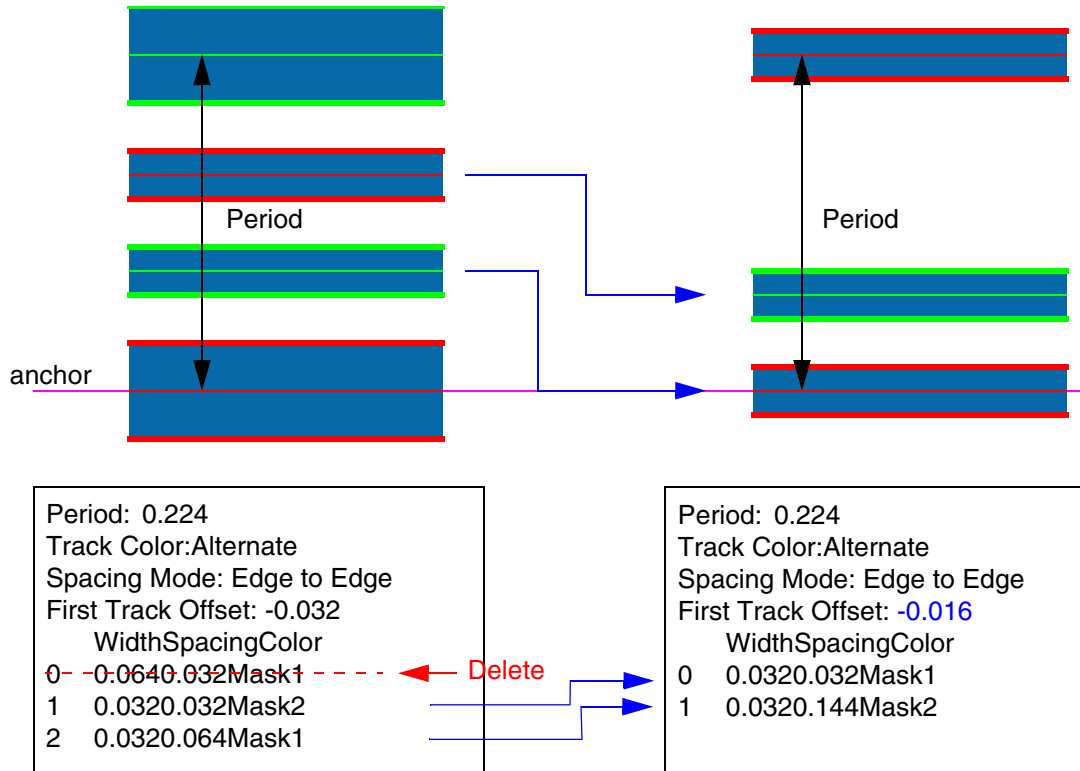 Period
Period
anchor
Period: 0.224
Track Color:Alternate
Spacing Mode: Edge to Edge
First Track Offset: -0.032
WidthSpacingColor
0 0.0640.032Mask1
Delete
1 0.0320.032Mask2
2 0.0320.064Mask1
Period: 0.224
Track Color:Alternate
Spacing Mode: Edge to Edge
First Track Offset: -0.016
WidthSpacingColor
0 0.0320.032Mask1
1 0.0320.144Mask2